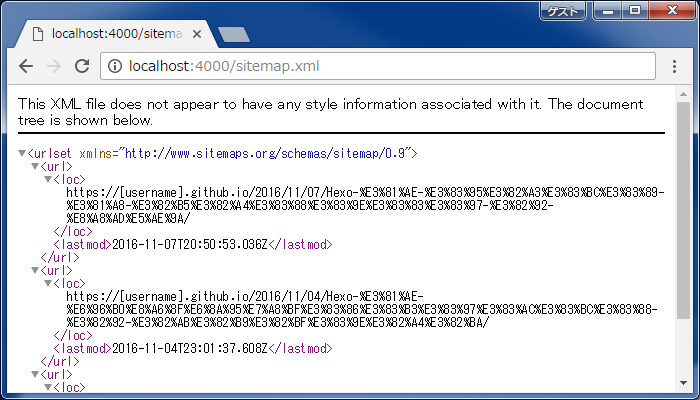 ゲスト
localhost:4000/sitemap
localhost:4000/sitemap.xml
This XML file does not appear to have any style information associated with it. The document
tree is shown below.
▼<urlset xmlns="http://www.sitemaps.org/schemas/sitemap/0.9">
▼<url>
▼<loc>
https://[username].github.io/2016/11/07/Hexo-%E3%81%AE-%E3%83%95%E3%82%A3%E3%83%BC%E3%83%89-
%E3%81%A8-%E3%82%B5%E3%82%A4%E3%83%88%E3%83%9E%E3%83%83%E3%83%97-%E3%82%92-
%E8%A8%AD%E5%AE%9A/
</loc>
<lastmod>2016-11-07T20:50:53.036Z</lastmod>
</url>
▼<url>
▼<loc>
https://[username].github.io/2016/11/04/Hexo-%E3%81%AE-
%E6%96%B0%E8%A6%8F%E6%8A%95%E7%A8%BF%E3%83%86%E3%83%B3%E3%83%97%E3%83%AC%E3%83%BC%E3%83%88-
%E3%82%92-%E3%82%AB%E3%82%B9%E3%82%BF%E3%83%9E%E3%82%A4%E3%82%BA/
</loc>
<lastmod>2016-11-04T23:01:37.608Z</lastmod>
</url>
▼<url>
▼<loc>